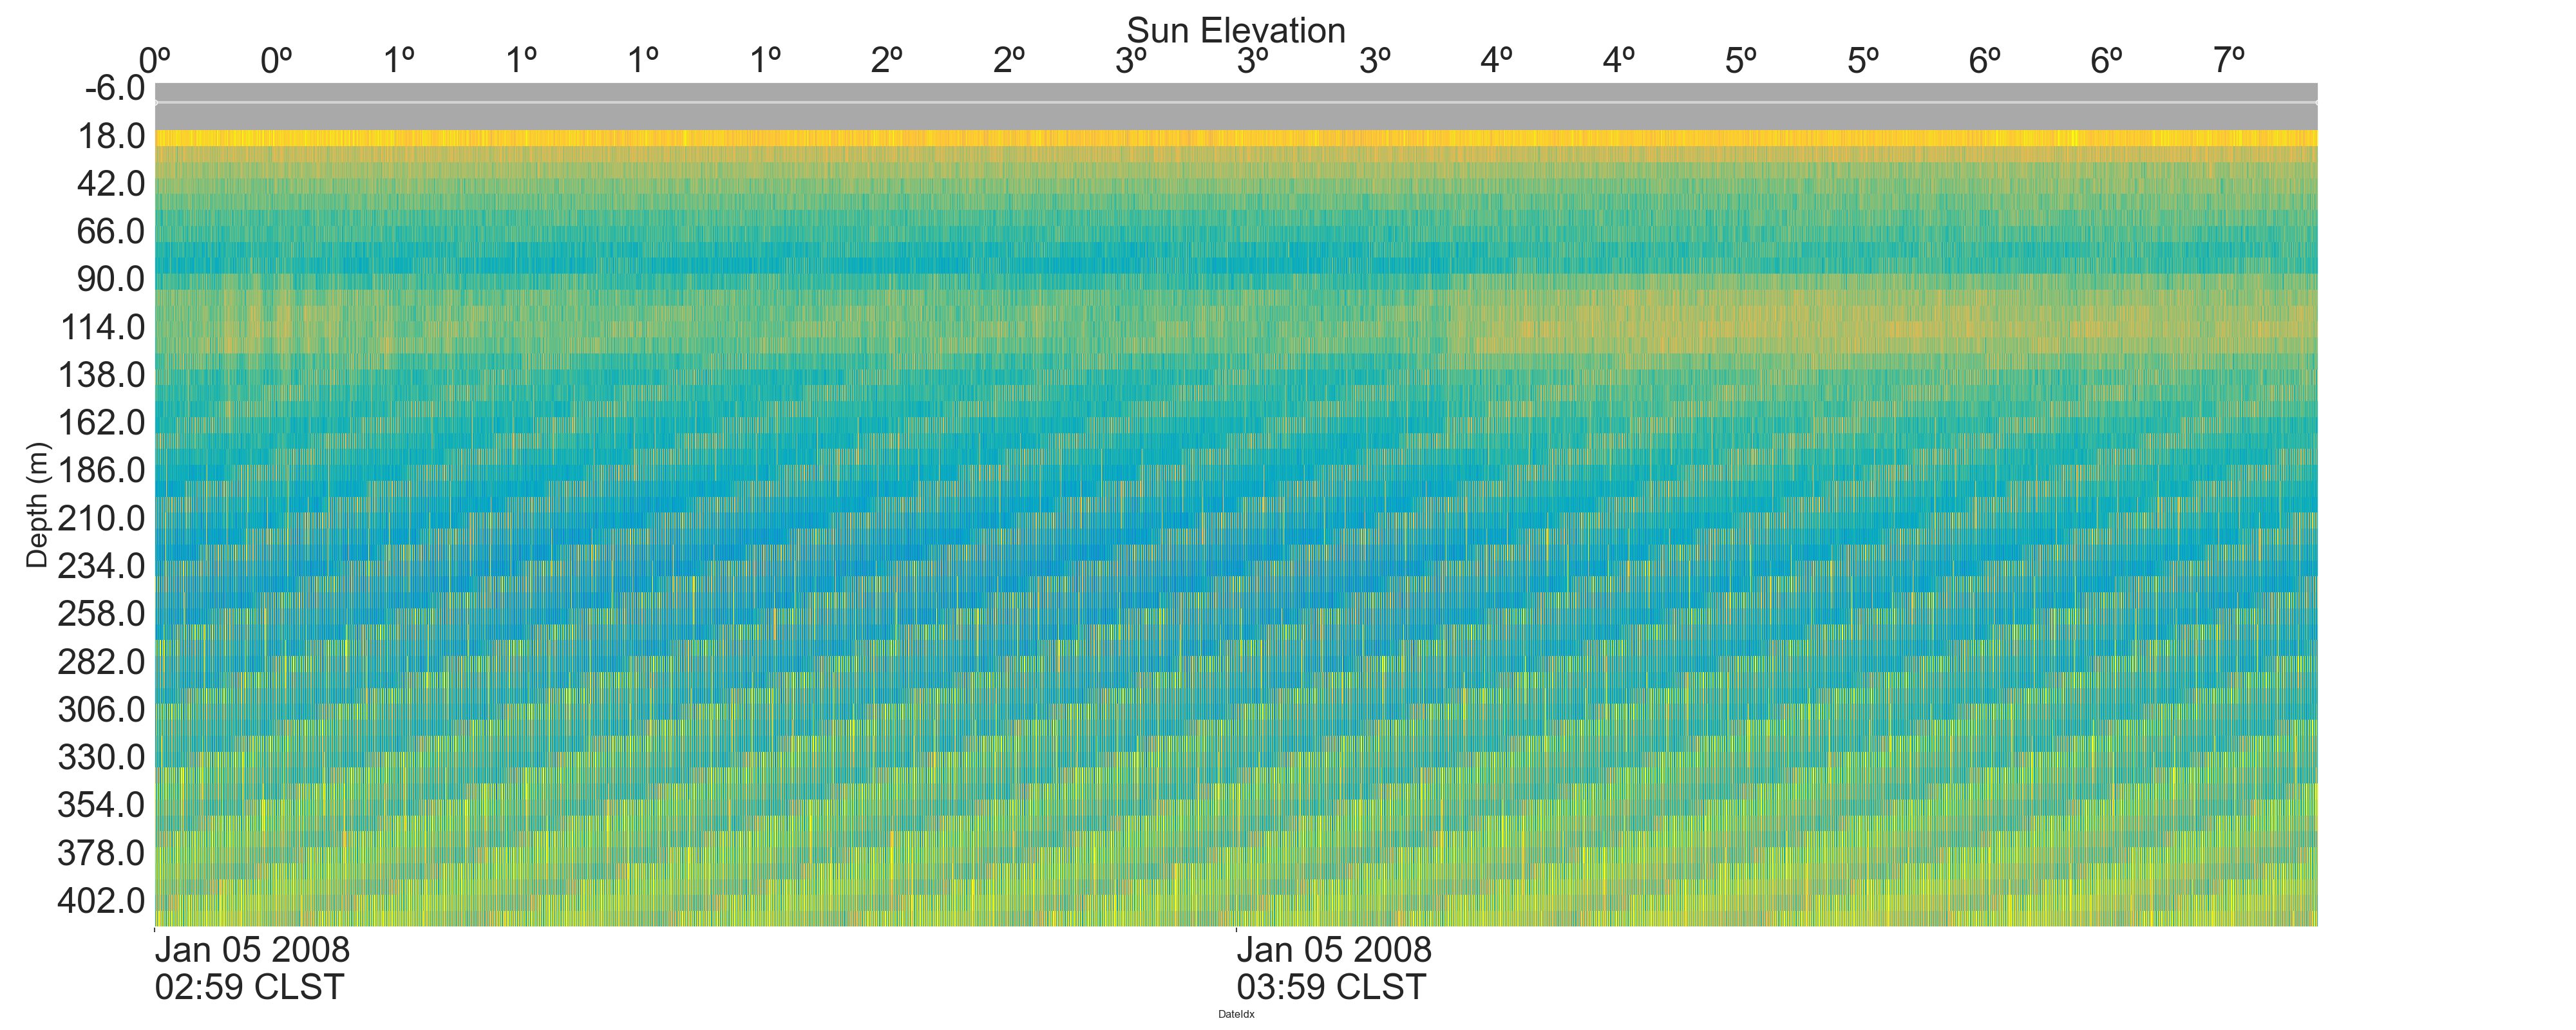 Sun Elevation
0º 0º 1º 1º 1º 1º 2º 2º 3º 3º 3º 4º 4º 5º 5º 6º 6º 7º
-6.0
18.0
42.0
66.0
90.0
114.0
138.0
162.0
186.0
210.0
234.0
258.0
282.0
306.0
330.0
354.0
378.0
402.0
Depth (m)
Jan 05 2008
02:59 CLST
Jan 05 2008
03:59 CLST
DateIdx